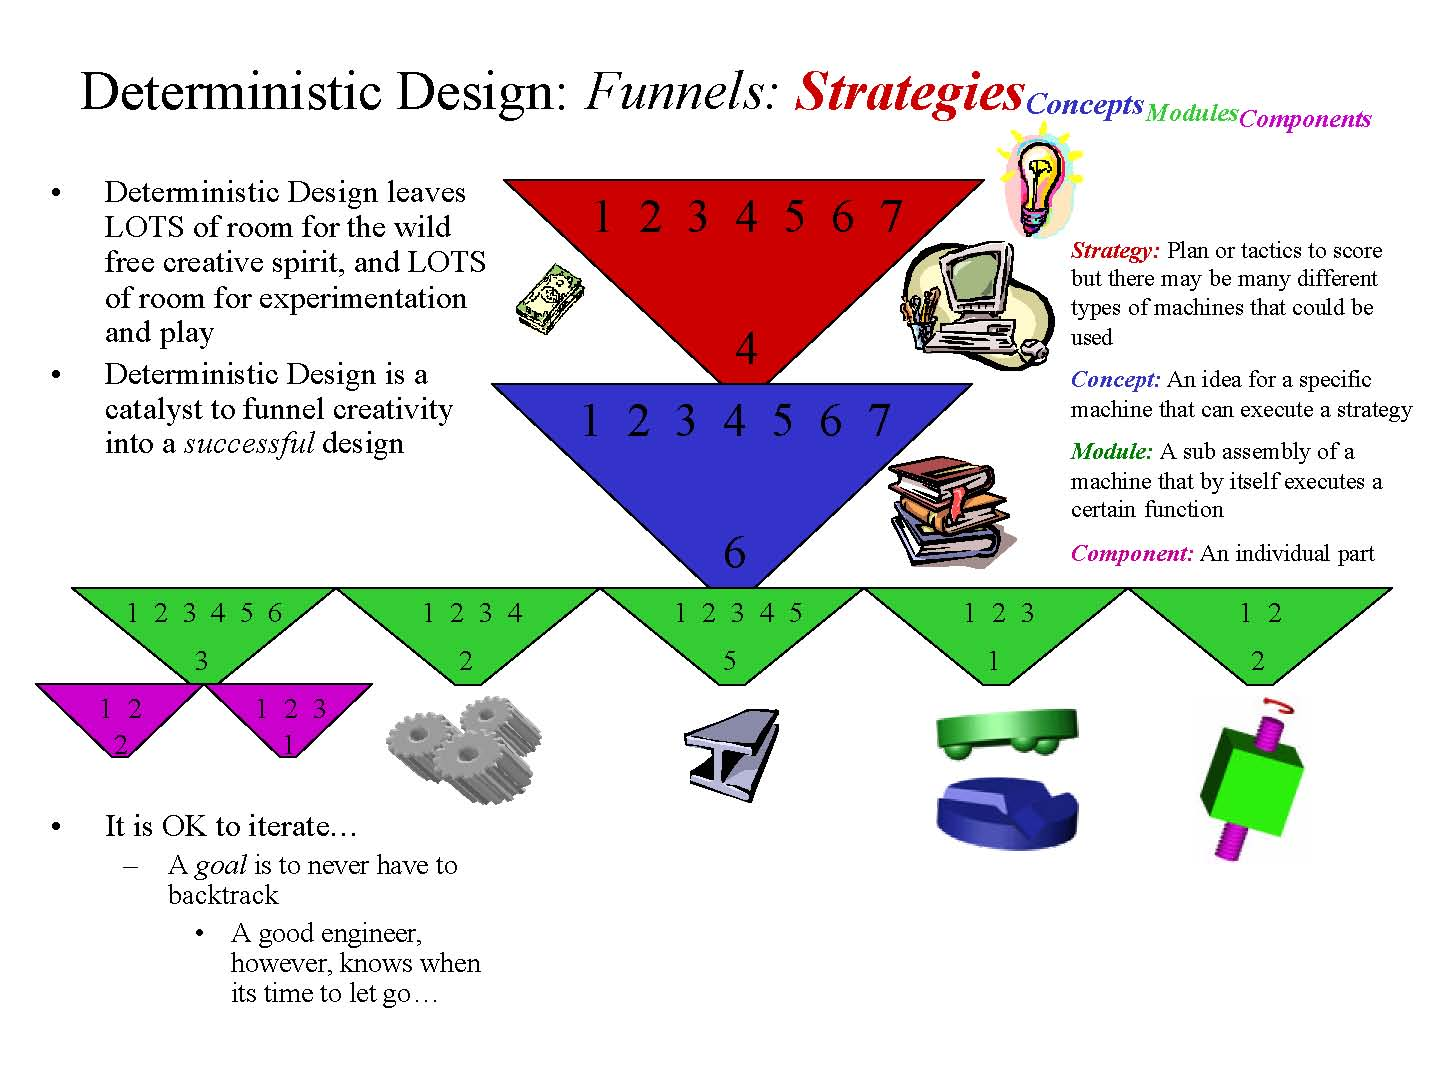 Deterministic Design: Funnels: Strategies Concepts Modules Components
• Deterministic Design leaves
LOTS of room for the wild
free creative spirit, and LOTS
of room for experimentation
and play
• Deterministic Design is a
catalyst to funnel creativity
into a successful design
1 2 3 4 5 6 7
4
1 2 3 4 5 6 7
6
Strategy: Plan or tactics to score
but there may be many different
types of machines that could be
used
Concept: An idea for a specific
machine that can execute a strategy
Module: A sub assembly of a
machine that by itself executes a
certain function
Component: An individual part
1 2 3 4 5 6
3
1 2 3 4
2
1 2 3 4 5
5
1 2 3
1
1 2
2
1 2
2
1 2 3
1
• It is OK to iterate…
– A goal is to never have to
backtrack
• A good engineer,
however, knows when
its time to let go…